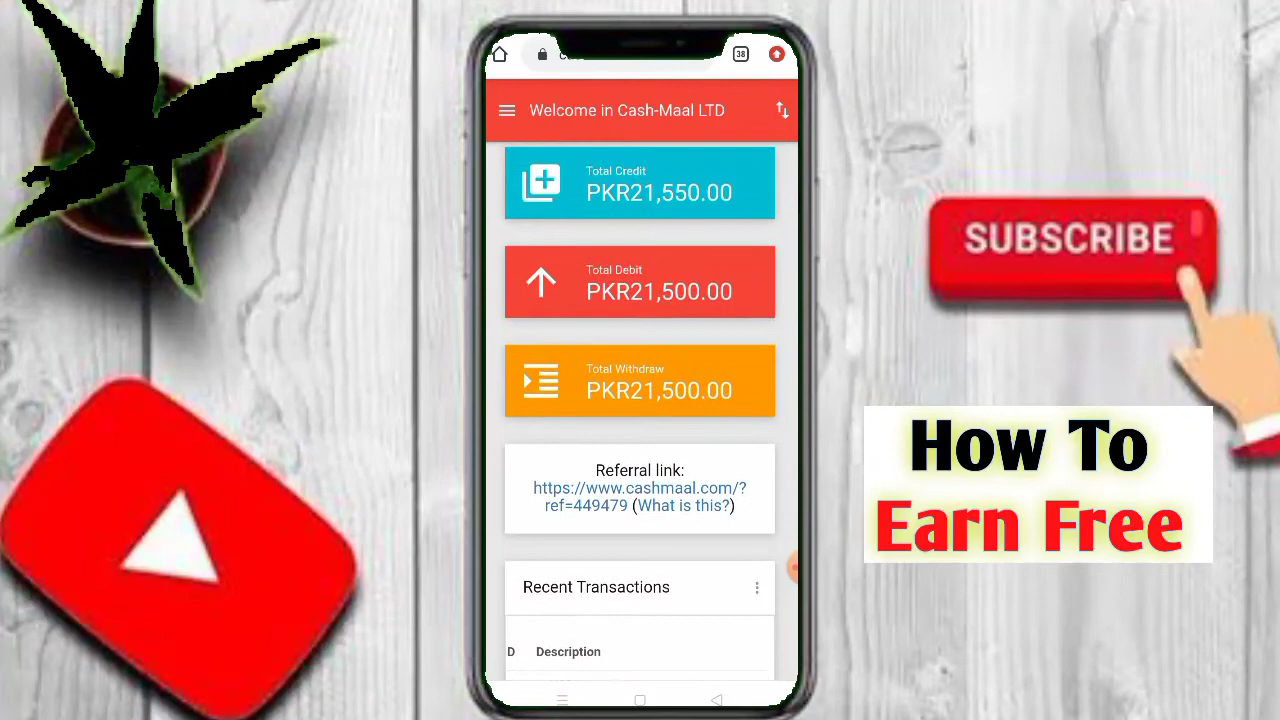 38
Welcome in Cash-Maal LTD
Total Credit
PKR21,550.00
Total Debit
PKR21,500.00
Total Withdraw
PKR21,500.00
Referral link:
https://www.cashmaal.com/?
ref=449479 (What is this?)
Recent Transactions
D Description
SUBSCRIBE
How To
Earn Free